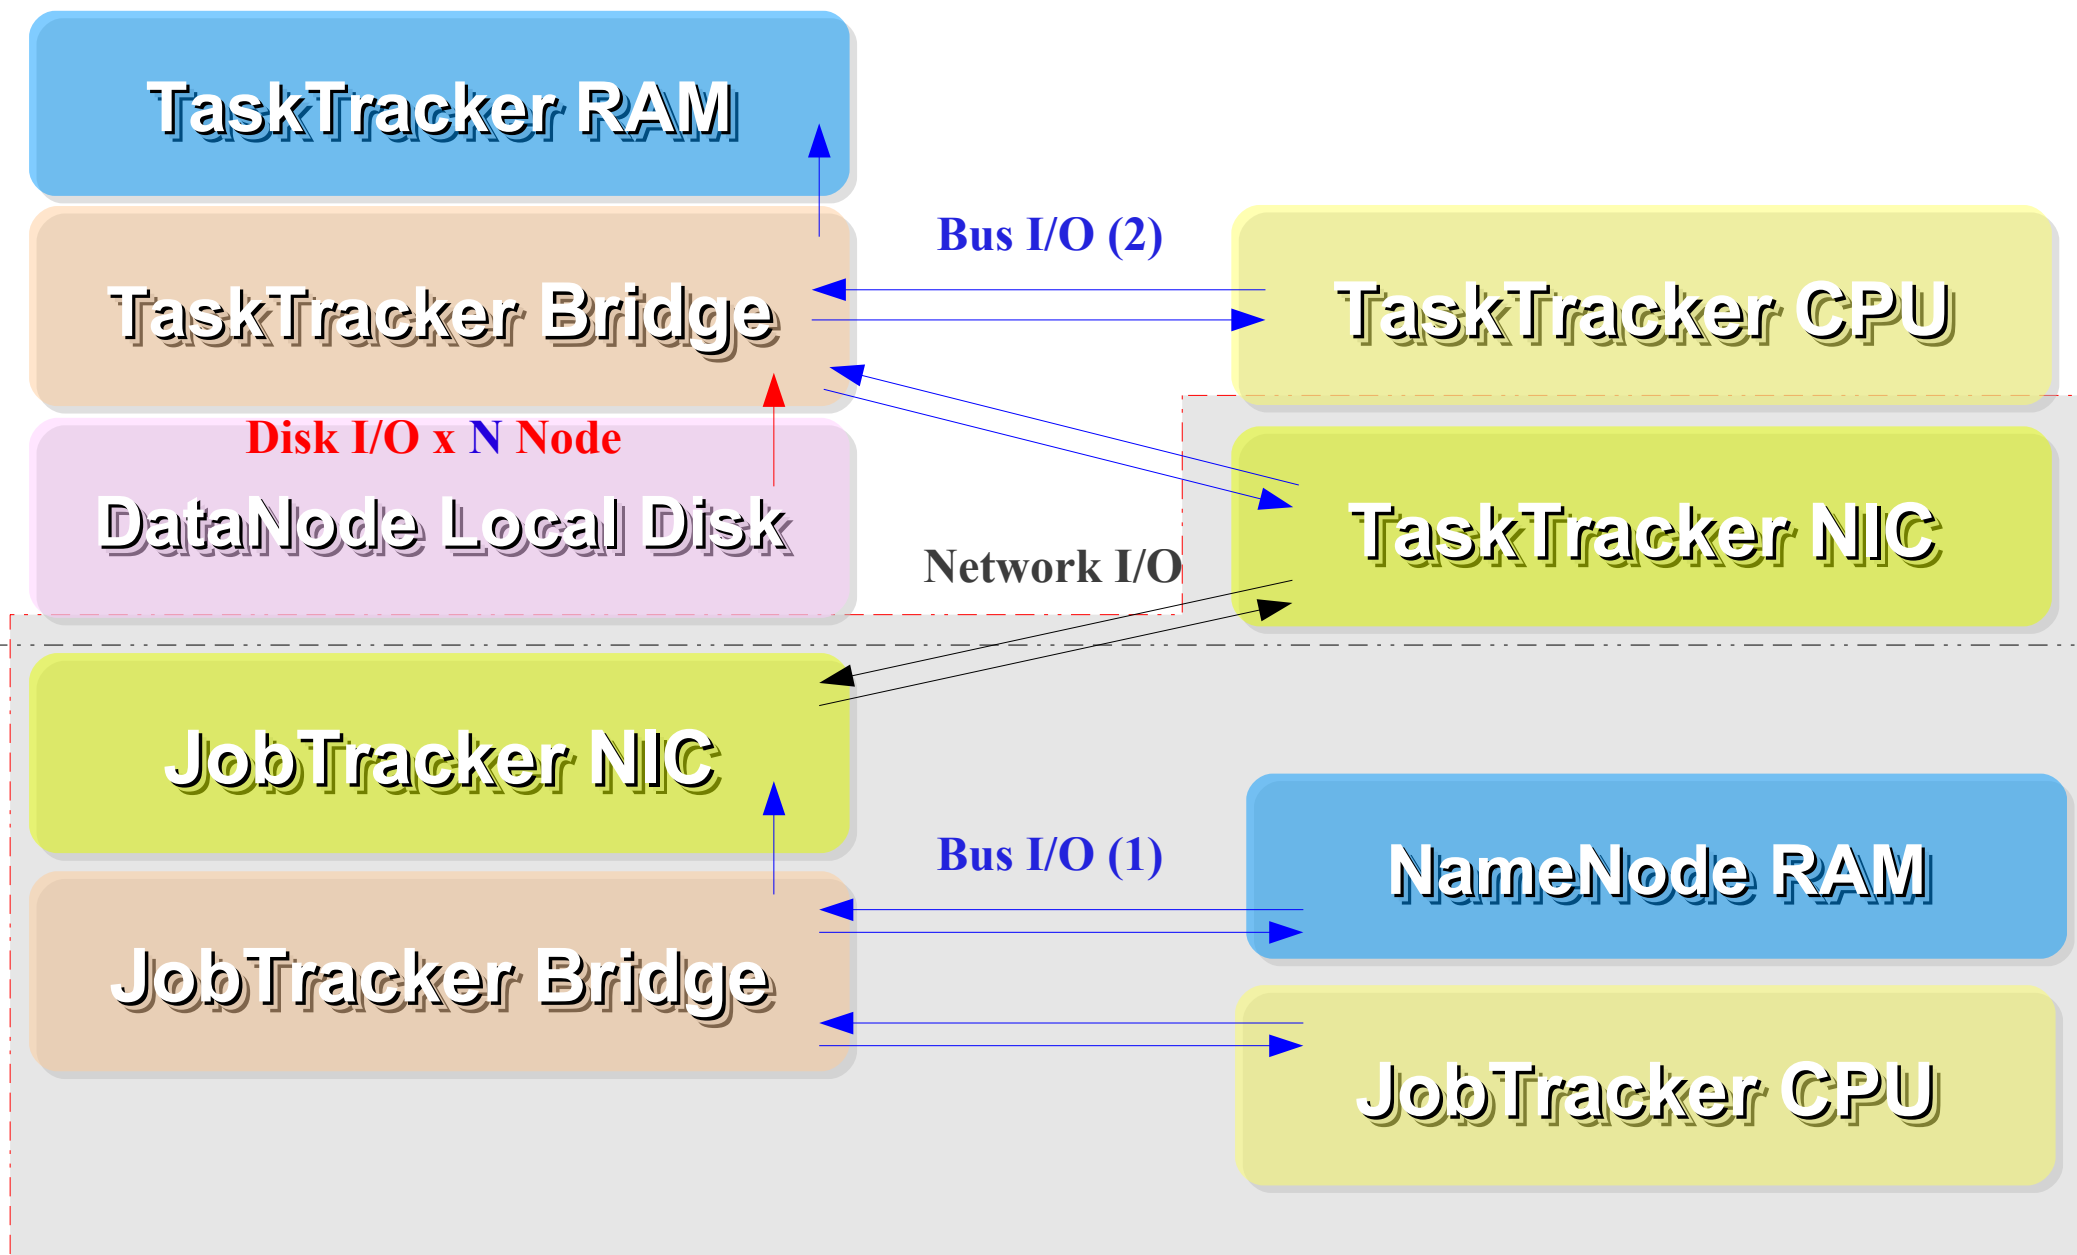 TaskTracker RAM
Bus I/O (2)
TaskTracker Bridge
TaskTracker CPU
Disk I/O x N Node
DataNode Local Disk
TaskTracker NIC
Network I/O
JobTracker NIC
Bus I/O (1)
NameNode RAM
JobTracker Bridge
JobTracker CPU